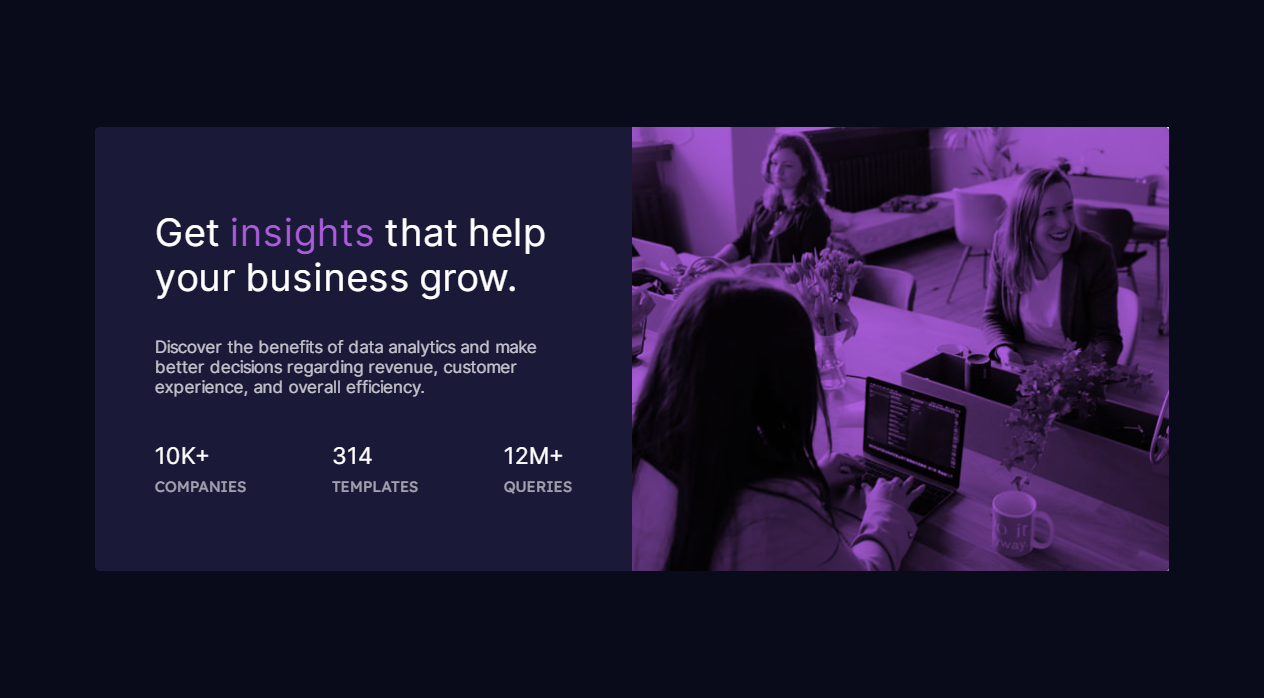 Get insights that help
your business grow.
Discover the benefits of data analytics and make
better decisions regarding revenue, customer
experience, and overall efficiency.
10K+
314
12M+
COMPANIES
TEMPLATES
QUERIES